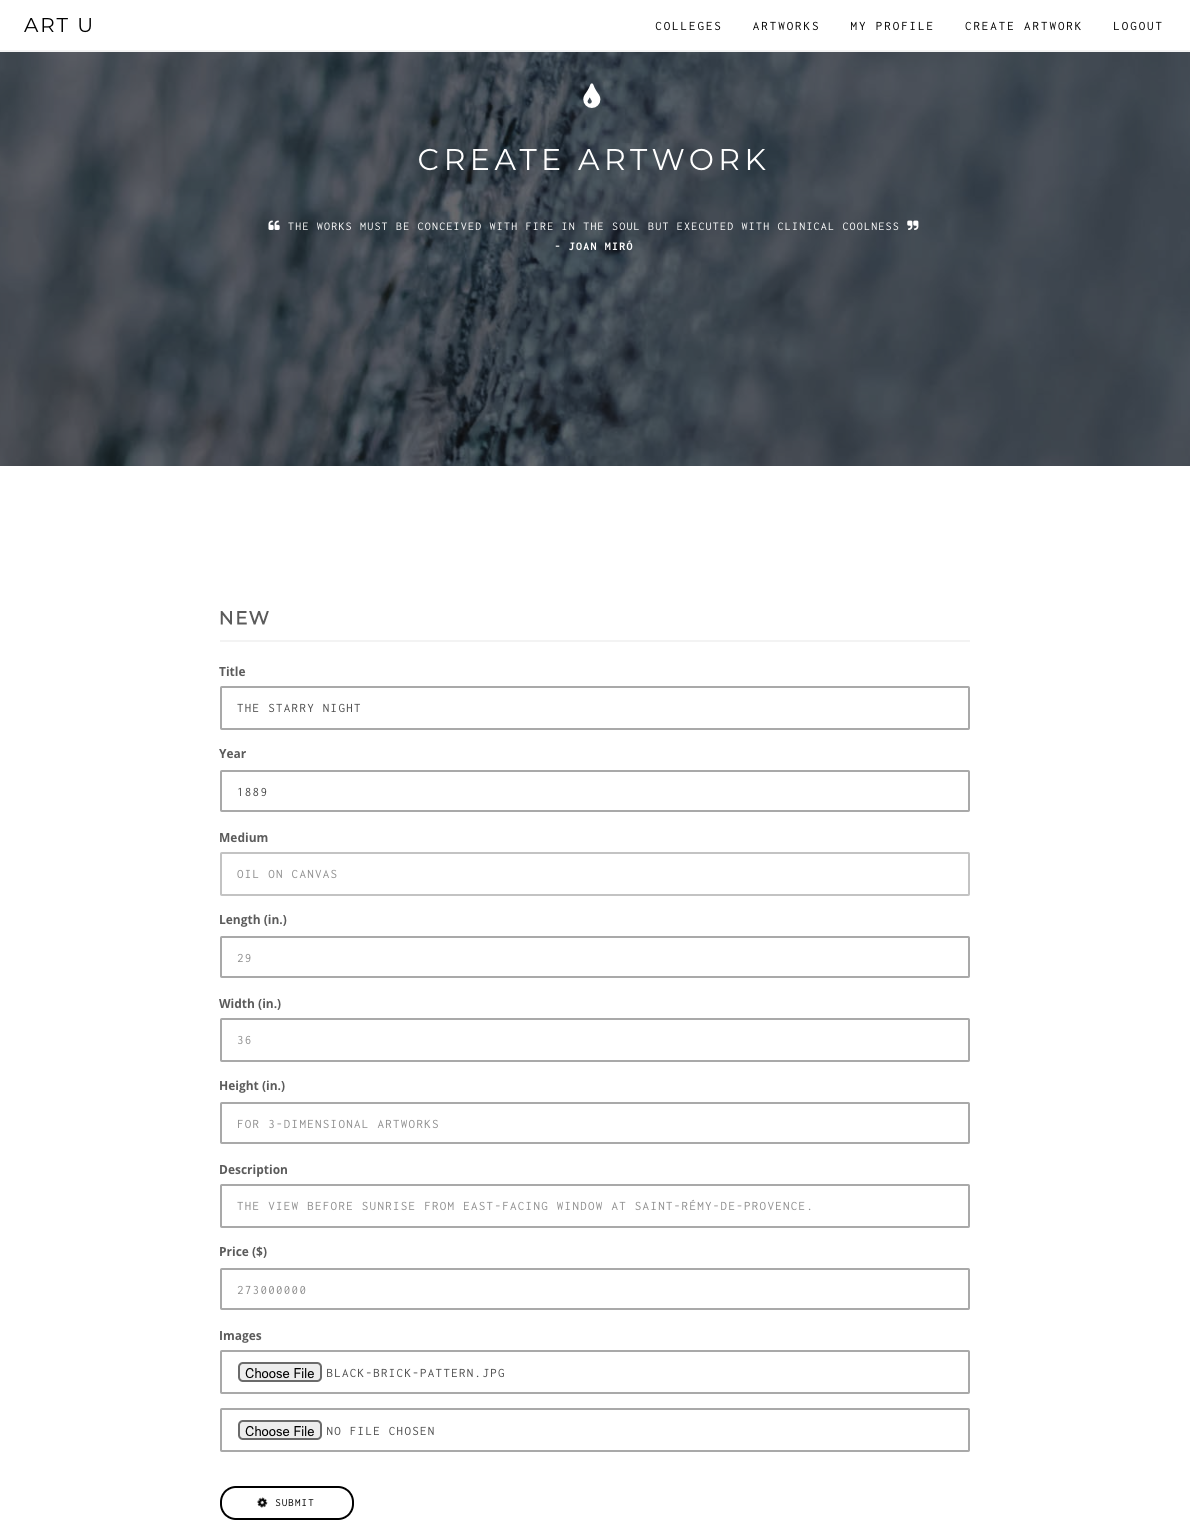 ART U
COLLEGES ARTWORKS MY PROFILE CREATE ARTWORK LOGOUT
CREATE ARTWORK
❝ THE WORKS MUST BE CONCEIVED WITH FIRE IN THE SOUL BUT EXECUTED WITH CLINICAL COOLNESS ❞
- JOAN MIRÓ
NEW
Title
THE STARRY NIGHT
Year
1889
Medium
OIL ON CANVAS
Length (in.)
29
Width (in.)
36
Height (in.)
FOR 3-DIMENSIONAL ARTWORKS
Description
THE VIEW BEFORE SUNRISE FROM EAST-FACING WINDOW AT SAINT-RÉMY-DE-PROVENCE.
Price ($)
273000000
Images
Choose File BLACK-BRICK-PATTERN.JPG
Choose File NO FILE CHOSEN
SUBMIT